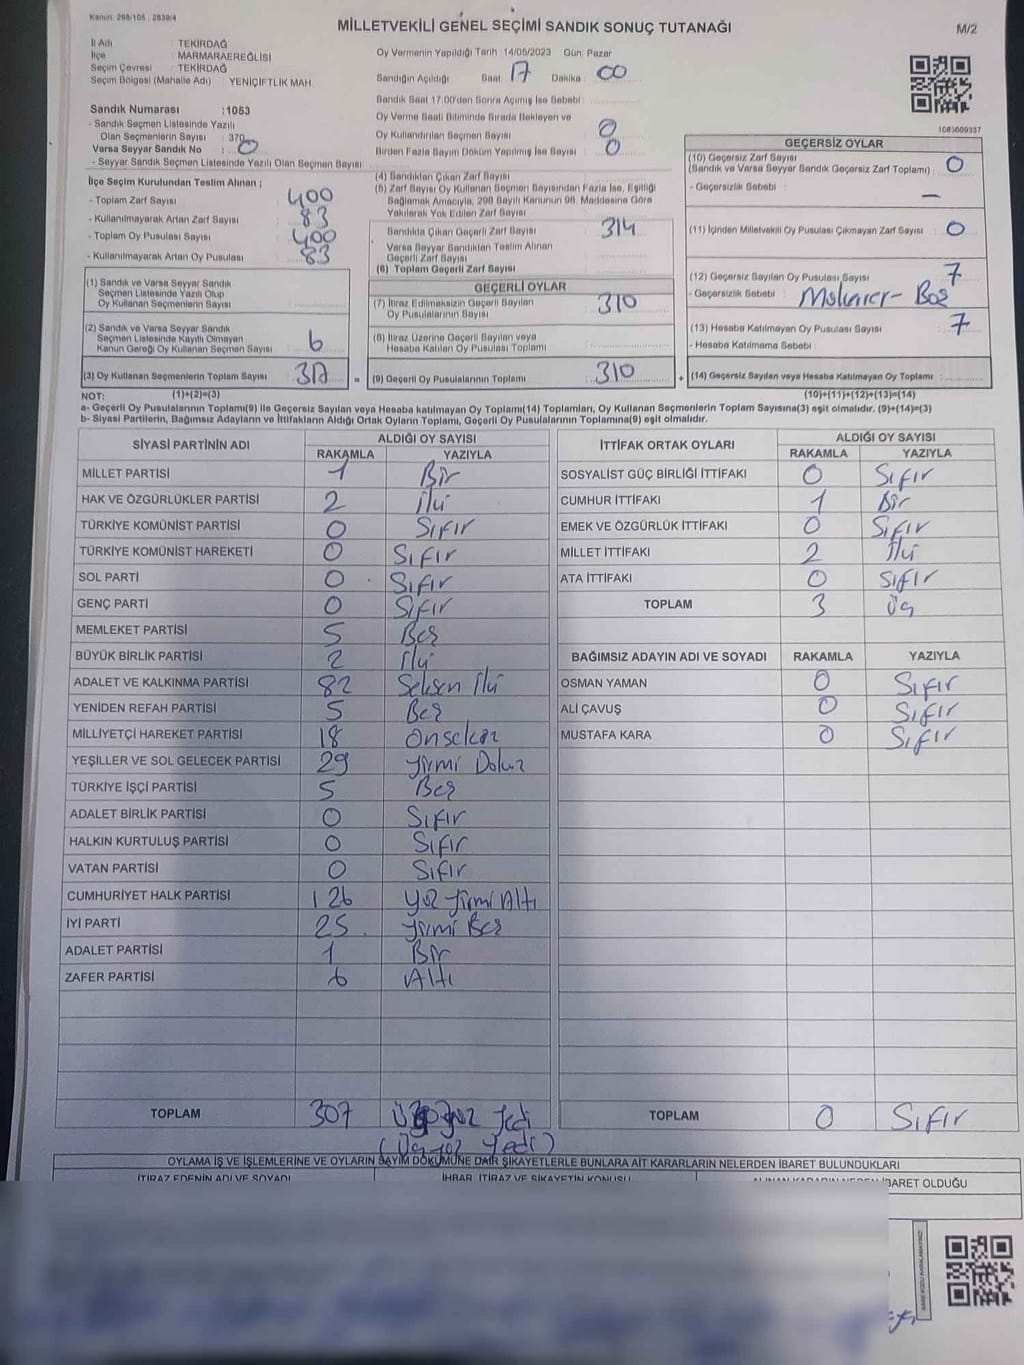 Kanun: 298/105 , 2839/4
MİLLETVEKİLİ GENEL SEÇİMİ SANDIK SONUÇ TUTANAĞI
M/2
İl Adı : TEKİRDAĞ
İlçe : MARMARAEREĞLİSİ
Seçim Çevresi : TEKİRDAĞ
Seçim Bölgesi (Mahalle Adı) : YENİÇİFTLİK MAH.
Oy Vermenin Yapıldığı Tarih : 14/05/2023 Gün: Pazar
Sandığın Açıldığı Saat : 17 Dakika : 00
Sandık Saat 17:00'den Sonra Açımış İse Sebebi :
Oy Verme Saati Bitiminde Sırada Bekleyen ve
Oy Kullandırılan Seçmen Sayısı : 0
Birden Fazla Sayım Döküm Yapılmış İse Sayısı : 0
Sandık Numarası : 1053
- Sandık Seçmen Listesinde Yazılı
Olan Seçmenlerin Sayısı : 370
Varsa Seyyar Sandık No : 0
- Seyyar Sandık Seçmen Listesinde Yazılı Olan Seçmen Sayısı :
1081609337
İlçe Seçim Kurulundan Teslim Alınan ;
- Toplam Zarf Sayısı : 400
- Kullanılmayarak Artan Zarf Sayısı : 83
- Toplam Oy Pusulası Sayısı : 400
- Kullanılmayarak Artan Oy Pusulası : 83
(4) Sandıktan Çıkan Zarf Sayısı :
(5) Zarf Sayısı Oy Kullanan Seçmen Sayısından Fazla İse, Eşitliği
Bağlamak Amacıyla, 298 Sayılı Kanunun 98. Maddesine Göre
Yakılarak Yok Edilen Zarf Sayısı :
Sandıkta Çıkan Geçerli Zarf Sayısı : 314
Varsa Seyyar Sandıktan Teslim Alınan
Geçerli Zarf Sayısı :
(6) Toplam Geçerli Zarf Sayısı :
GEÇERSİZ OYLAR
(10) Geçersiz Zarf Sayısı
(Sandık ve Varsa Seyyar Sandık Geçersiz Zarf Toplamı) : 0
- Geçersizlik Sebebi : —
(11) İçinden Milletvekili Oy Pusulası Çıkmayan Zarf Sayısı : 0
(12) Geçersiz Sayılan Oy Pusulası Sayısı : 7
- Geçersizlik Sebebi :
(13) Hesaba Katılmayan Oy Pusulası Sayısı : 7
- Hesaba Katılmama Sebebi :
(1) Sandık ve Varsa Seyyar Sandık
Seçmen Listesinde Yazılı Olup
Oy Kullanan Seçmenlerin Sayısı :
(2) Sandık ve Varsa Seyyar Sandık
Seçmen Listesinde Kayıtlı Olmayan
Kanun Gereği Oy Kullanan Seçmen Sayısı : 6
GEÇERLİ OYLAR
(7) İtiraz Edilmeksizin Geçerli Sayılan
Oy Pusulalarının Sayısı : 310
(8) İtiraz Üzerine Geçerli Sayılan veya
Hesaba Katılan Oy Pusulası Toplamı :
(3) Oy Kullanan Seçmenlerin Toplam Sayısı : 317 = (9) Geçerli Oy Pusulalarının Toplamı : 310 + (14) Geçersiz Sayılan veya Hesaba Katılmayan Oy Toplamı :
NOT: (1)+(2)=(3) (10)+(11)+(12)+(13)=(14)
a- Geçerli Oy Pusulalarının Toplamı(9) ile Geçersiz Sayılan veya Hesaba katılmayan Oy Toplamı(14) Toplamları, Oy Kullanan Seçmenlerin Toplam Sayısına(3) eşit olmalıdır. (9)+(14)=(3)
b- Siyasi Partilerin, Bağımsız Adayların ve İttifakların Aldığı Ortak Oyların Toplamı, Geçerli Oy Pusulalarının Toplamına(9) eşit olmalıdır.
SİYASİ PARTİNİN ADI ALDIĞI OY SAYISI
RAKAMLA YAZIYLA
MİLLET PARTİSİ 1 Bir
HAK VE ÖZGÜRLÜKLER PARTİSİ 2 İki
TÜRKİYE KOMÜNİST PARTİSİ 0 Sıfır
TÜRKİYE KOMÜNİST HAREKETİ 0 Sıfır
SOL PARTİ 0 Sıfır
GENÇ PARTİ 0 Sıfır
MEMLEKET PARTİSİ 5 Beş
BÜYÜK BİRLİK PARTİSİ 2 İki
ADALET VE KALKINMA PARTİSİ 82 Seksen İki
YENİDEN REFAH PARTİSİ 5 Beş
MİLLİYETÇİ HAREKET PARTİSİ 18 Onsekiz
YEŞİLLER VE SOL GELECEK PARTİSİ 29 Yirmi Dokuz
TÜRKİYE İŞÇİ PARTİSİ 5 Beş
ADALET BİRLİK PARTİSİ 0 Sıfır
HALKIN KURTULUŞ PARTİSİ 0 Sıfır
VATAN PARTİSİ 0 Sıfır
CUMHURİYET HALK PARTİSİ 126 Yüz Yirmi Altı
İYİ PARTİ 25 Yirmi Beş
ADALET PARTİSİ 1 Bir
ZAFER PARTİSİ 6 Altı
TOPLAM 307 Üçyüz Yedi
(Üçyüz Yedi)
İTTİFAK ORTAK OYLARI ALDIĞI OY SAYISI
RAKAMLA YAZIYLA
SOSYALİST GÜÇ BİRLİĞİ İTTİFAKI 0 Sıfır
CUMHUR İTTİFAKI 1 Bir
EMEK VE ÖZGÜRLÜK İTTİFAKI 0 Sıfır
MİLLET İTTİFAKI 2 İki
ATA İTTİFAKI 0 Sıfır
TOPLAM 3 Üç
BAĞIMSIZ ADAYIN ADI VE SOYADI RAKAMLA YAZIYLA
OSMAN YAMAN 0 Sıfır
ALİ ÇAVUŞ 0 Sıfır
MUSTAFA KARA 0 Sıfır
TOPLAM 0 Sıfır
OYLAMA İŞ VE İŞLEMLERİNE VE OYLARIN SAYIM DÖKÜMÜNE DAİR ŞİKAYETLERLE BUNLARA AİT KARARLARIN NELERDEN İBARET BULUNDUKLARI
İTİRAZ EDENİN ADI VE SOYADI İHBAR, İTİRAZ VE ŞİKAYETİN KONUSU İBARET OLDUĞU